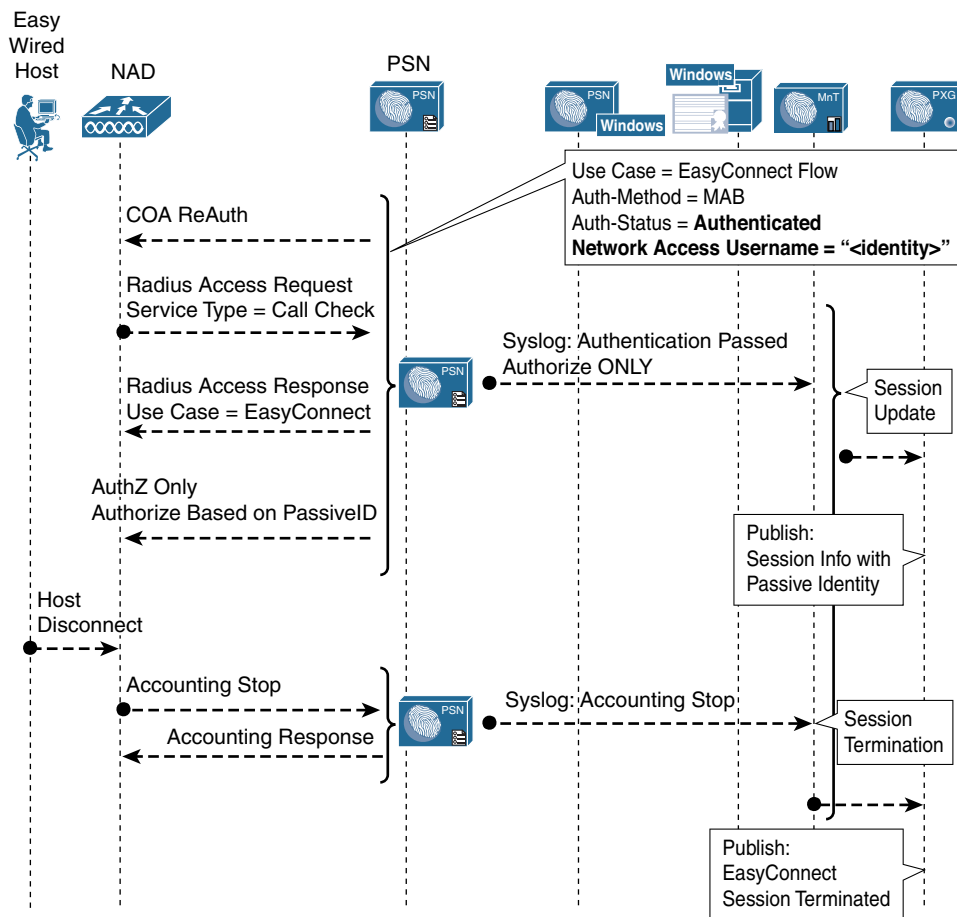 Easy
Wired
Host
NAD
PSN
PSN
PSN
Windows
Windows
MnT
PXG
Use Case = EasyConnect Flow
Auth-Method = MAB
Auth-Status = Authenticated
Network Access Username = “<identity>”
COA ReAuth
Radius Access Request
Service Type = Call Check
Syslog: Authentication Passed
Authorize ONLY
PSN
Radius Access Response
Use Case = EasyConnect
Session
Update
AuthZ Only
Authorize Based on PassiveID
Publish:
Session Info with
Passive Identity
Host
Disconnect
Accounting Stop
PSN
Syslog: Accounting Stop
Accounting Response
Session
Termination
Publish:
EasyConnect
Session Terminated